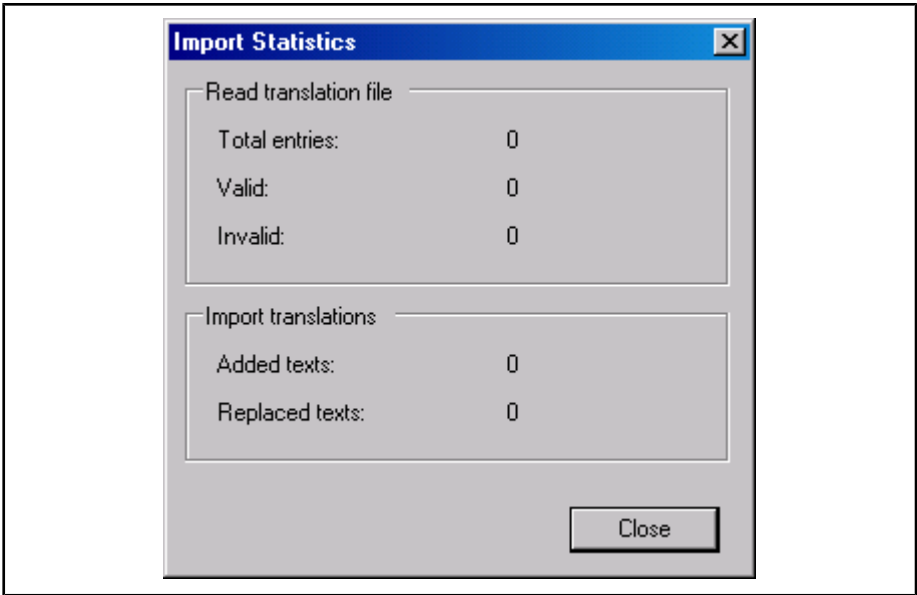 Import Statistics
Read translation file
Total entries: 0
Valid: 0
Invalid: 0
Import translations
Added texts: 0
Replaced texts: 0
Close